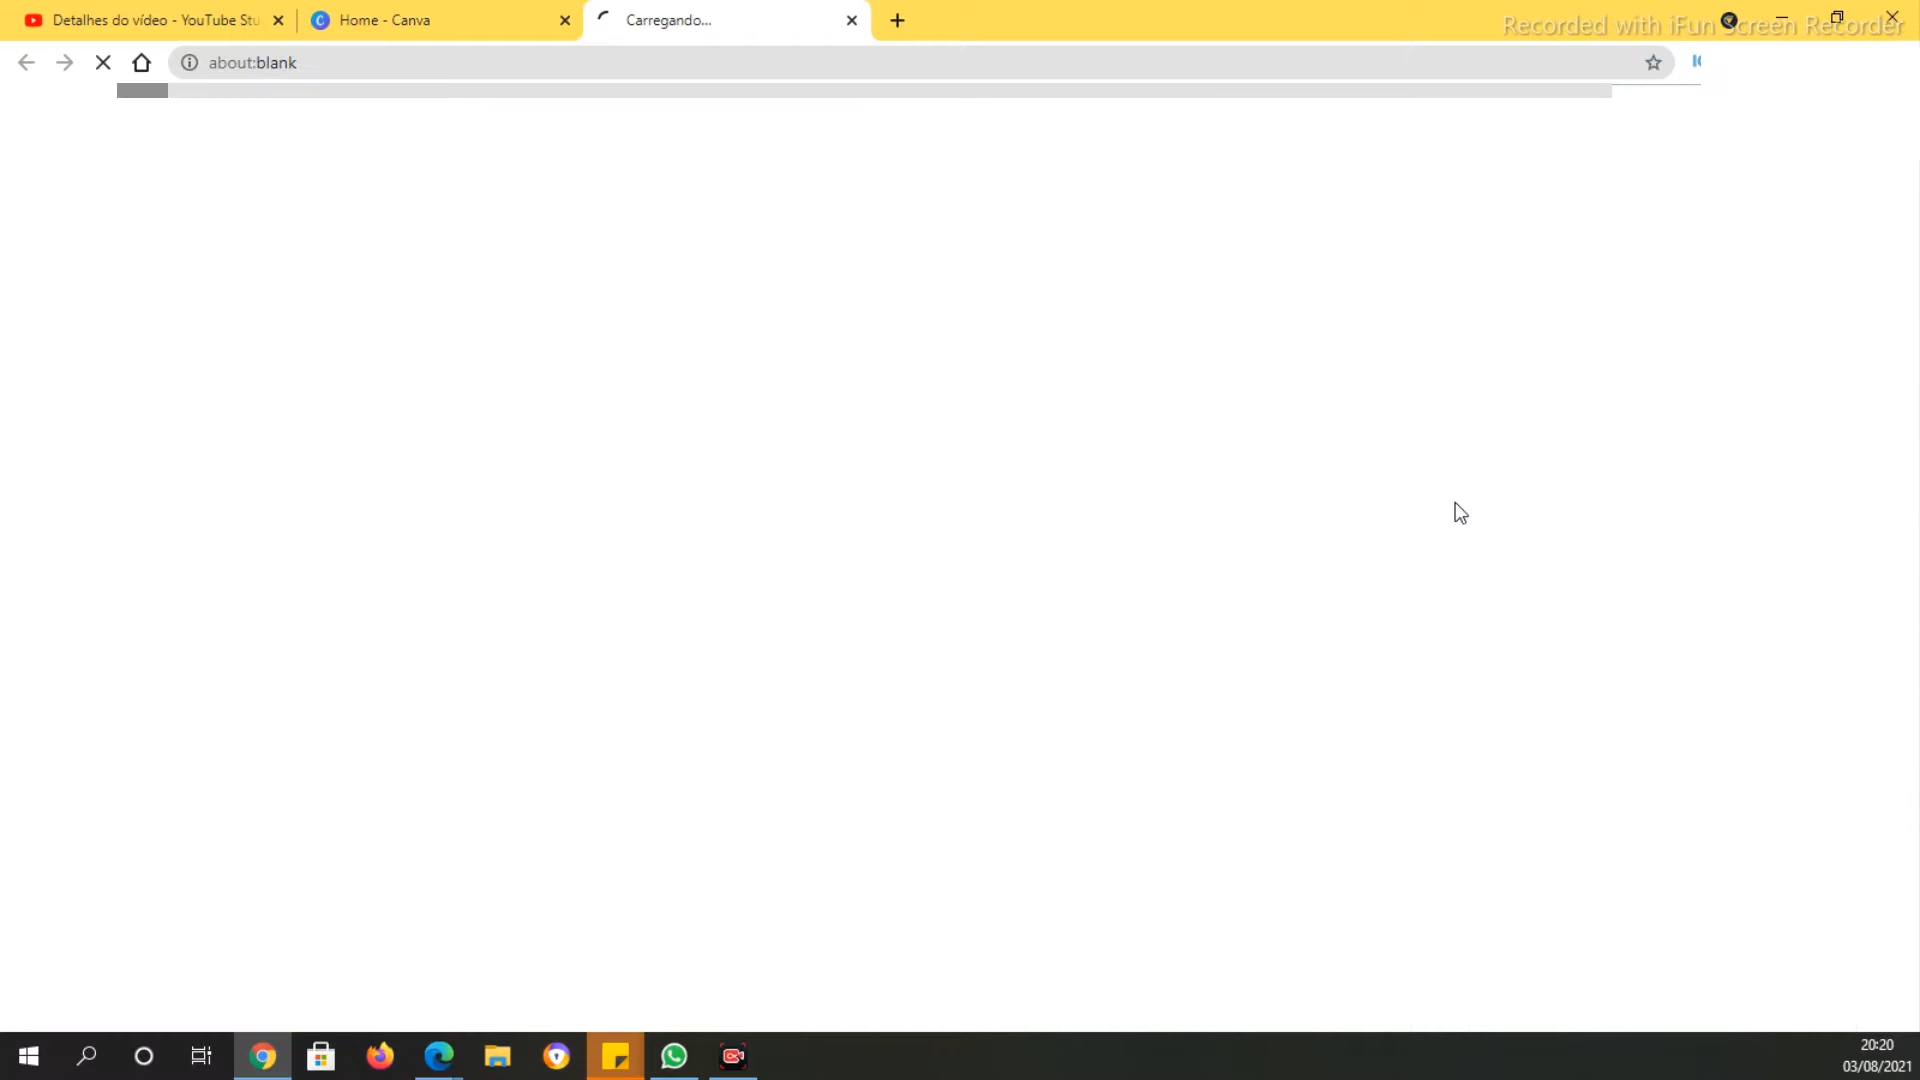 Detalhes do vídeo - YouTube Stu
Home - Canva
Carregando...
Recorded with iFun Screen Recorder
about:blank
20:20
03/08/2021